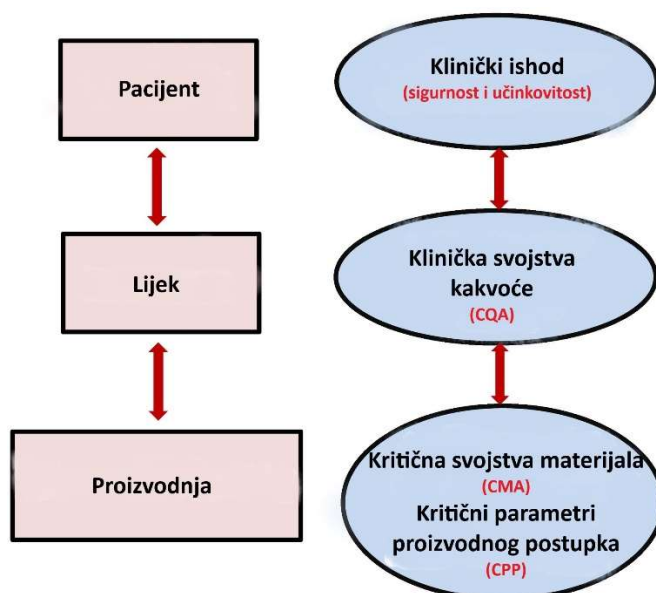 Pacijent
Klinički ishod
(sigurnost i učinkovitost)
Lijek
Klinička svojstva
kakvoće
(CQA)
Proizvodnja
Kritična svojstva materijala
(CMA)
Kritični parametri
proizvodnog postupka
(CPP)